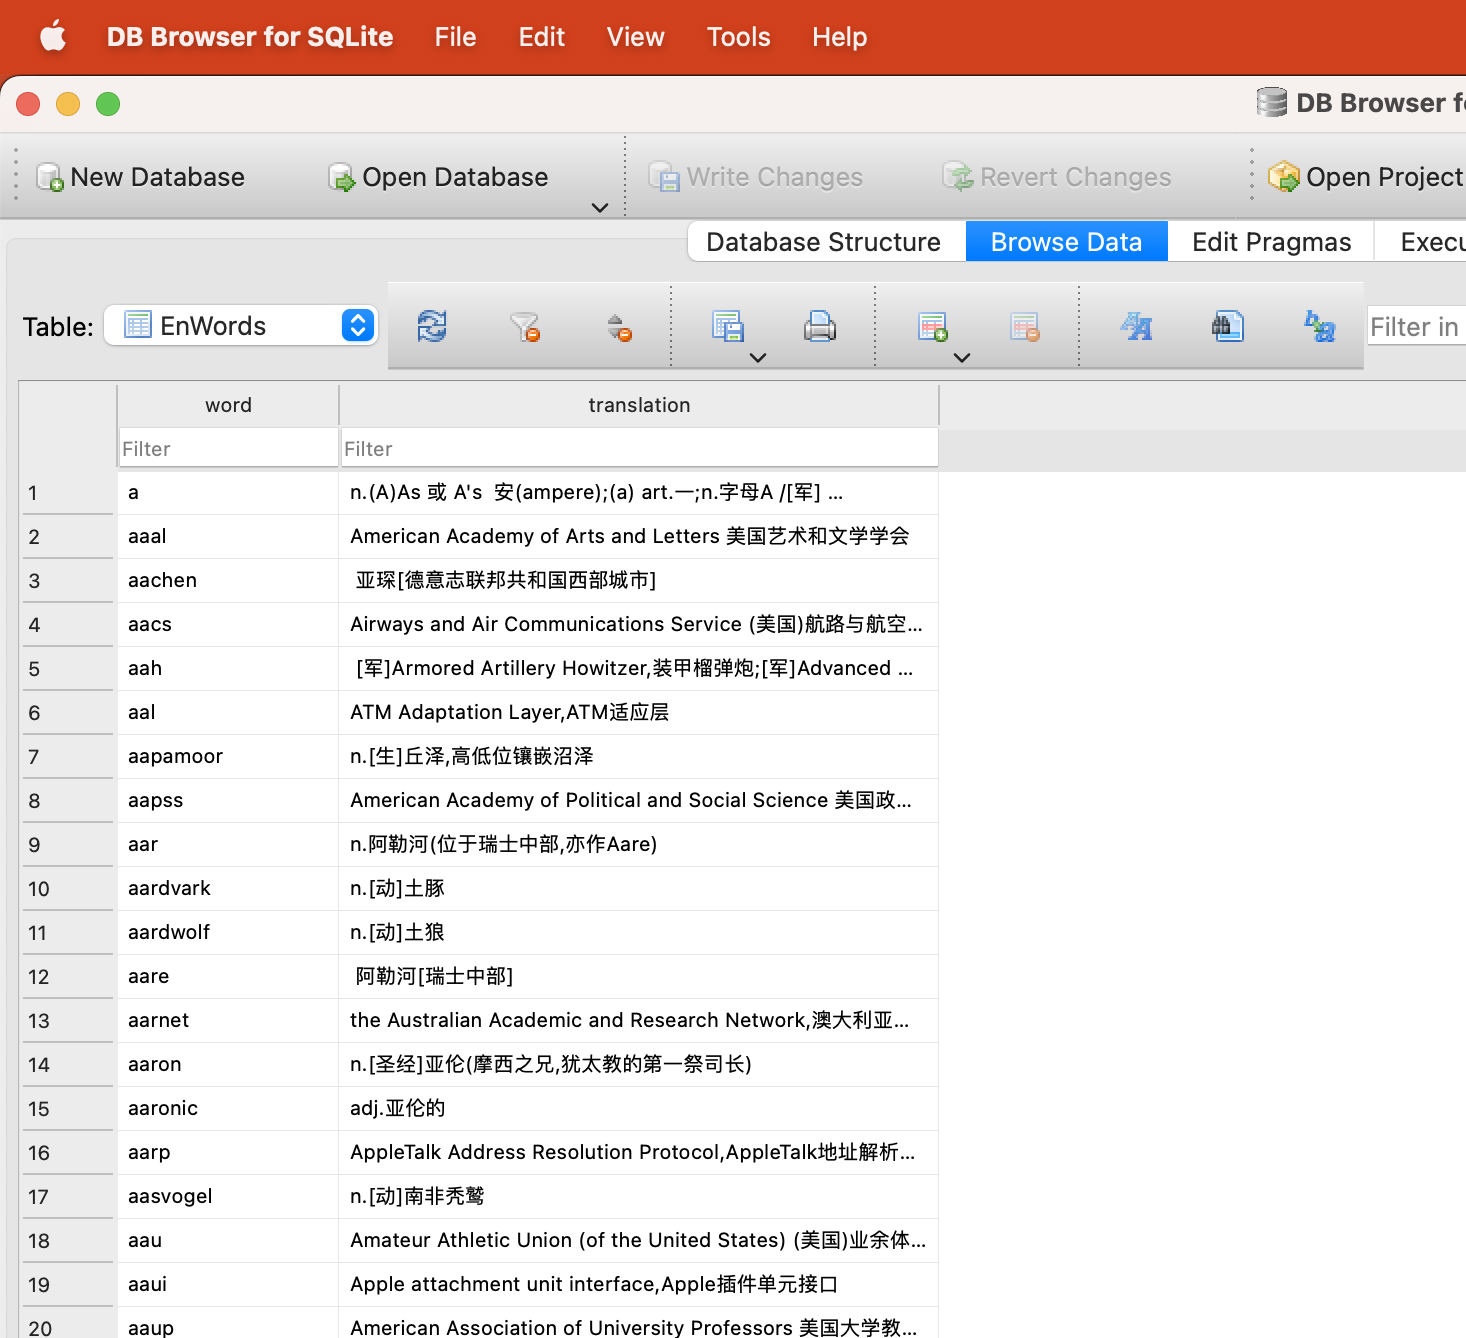 DB Browser for SQLite File Edit View Tools Help
DB Browser f
New Database Open Database Write Changes Revert Changes Open Project
Database Structure Browse Data Edit Pragmas Execu
Table: EnWords Filter in
word translation
Filter Filter
1 a n.(A)As 或 A's 安(ampere);(a) art.一;n.字母A /[军] ...
2 aaal American Academy of Arts and Letters 美国艺术和文学学会
3 aachen 亚琛[德意志联邦共和国西部城市]
4 aacs Airways and Air Communications Service (美国)航路与航空...
5 aah [军]Armored Artillery Howitzer,装甲榴弹炮;[军]Advanced ...
6 aal ATM Adaptation Layer,ATM适应层
7 aapamoor n.[生]丘泽,高低位镶嵌沼泽
8 aapss American Academy of Political and Social Science 美国政...
9 aar n.阿勒河(位于瑞士中部,亦作Aare)
10 aardvark n.[动]土豚
11 aardwolf n.[动]土狼
12 aare 阿勒河[瑞士中部]
13 aarnet the Australian Academic and Research Network,澳大利亚...
14 aaron n.[圣经]亚伦(摩西之兄,犹太教的第一祭司长)
15 aaronic adj.亚伦的
16 aarp AppleTalk Address Resolution Protocol,AppleTalk地址解析...
17 aasvogel n.[动]南非秃鹫
18 aau Amateur Athletic Union (of the United States) (美国)业余体...
19 aaui Apple attachment unit interface,Apple插件单元接口
20 aaup American Association of University Professors 美国大学教...